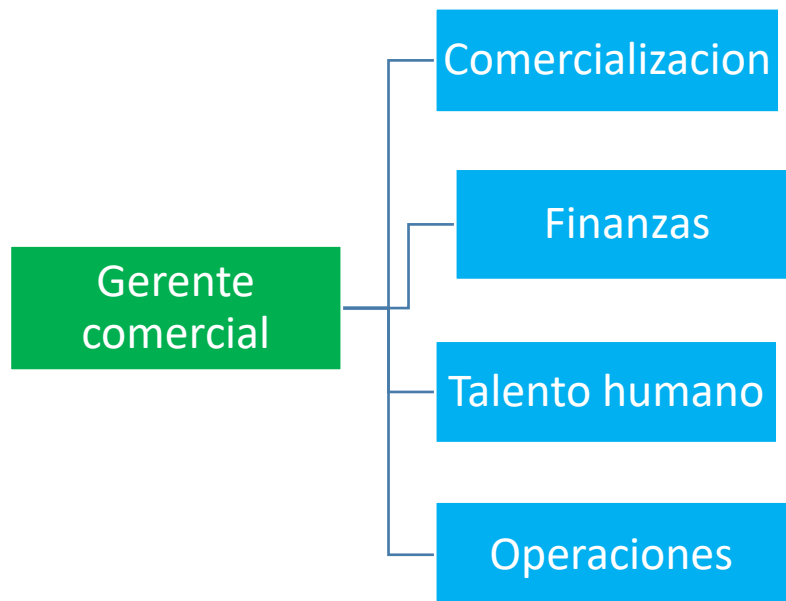 Comercializacion
Finanzas
Gerente
comercial
Talento humano
Operaciones